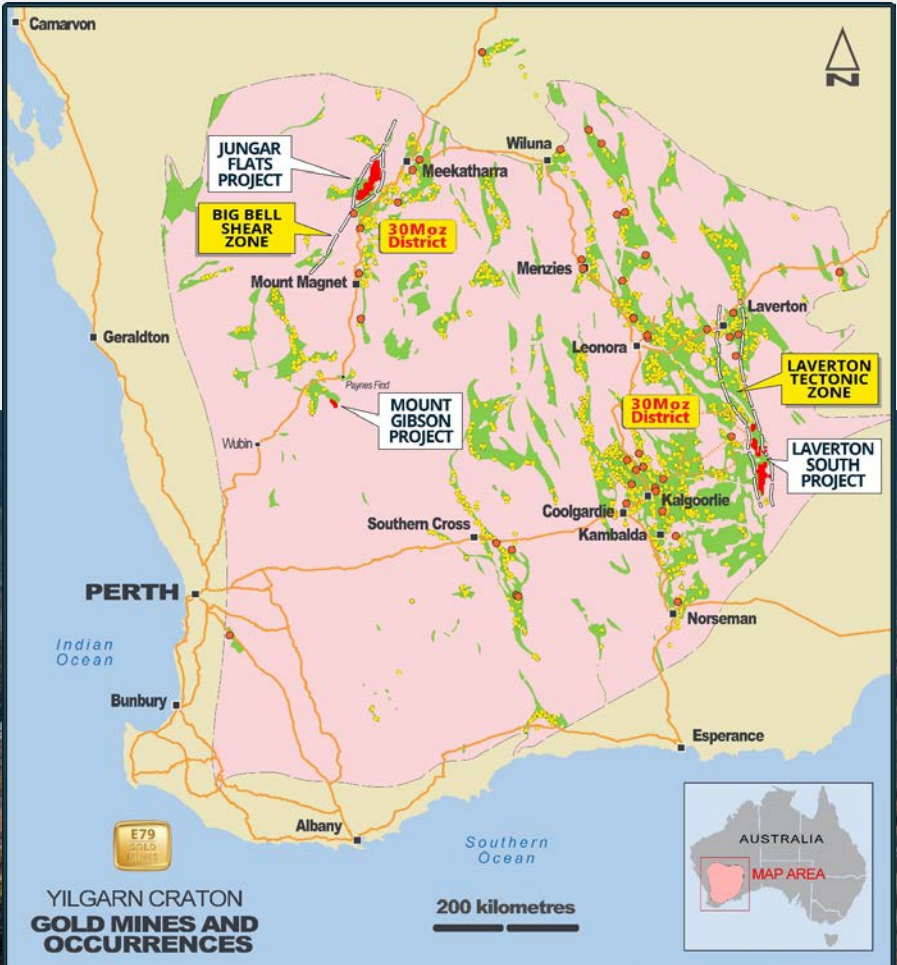 Camarvon
N
JUNGAR
FLATS
PROJECT
Wiluna
Meekatharra
BIG BELL
SHEAR
ZONE
30Moz
District
Menzies
Mount Magnet
Laverton
Geraldton
Leonora
LAVERTON
TECTONIC
ZONE
Paynes Find
MOUNT
GIBSON
PROJECT
30Moz
District
Wubin
LAVERTON
SOUTH
PROJECT
Kalgoorlie
Coolgardie
Southern Cross
Kambalda
PERTH
Norseman
Indian
Ocean
Bunbury
Esperance
Albany
Southern
Ocean
AUSTRALIA
MAP AREA
E79
GOLD
MINES
YILGARN CRATON
GOLD MINES AND
OCCURRENCES
200 kilometres